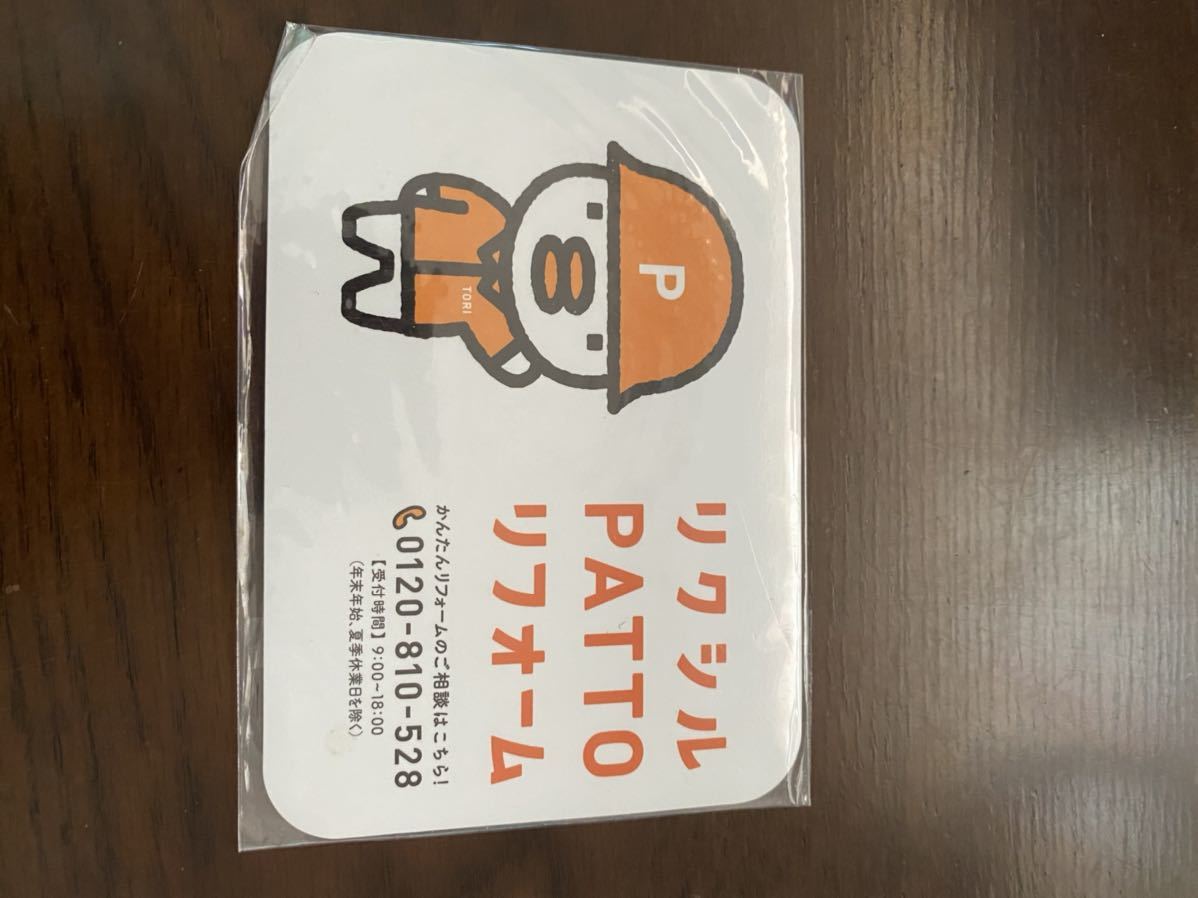 P
TORI
リクシル
PATTO
リフォーム
かんたんリフォームのご相談はこちら!
0120-810-528
【受付時間】9:00~18:00
(年末年始、夏季休業日を除く)